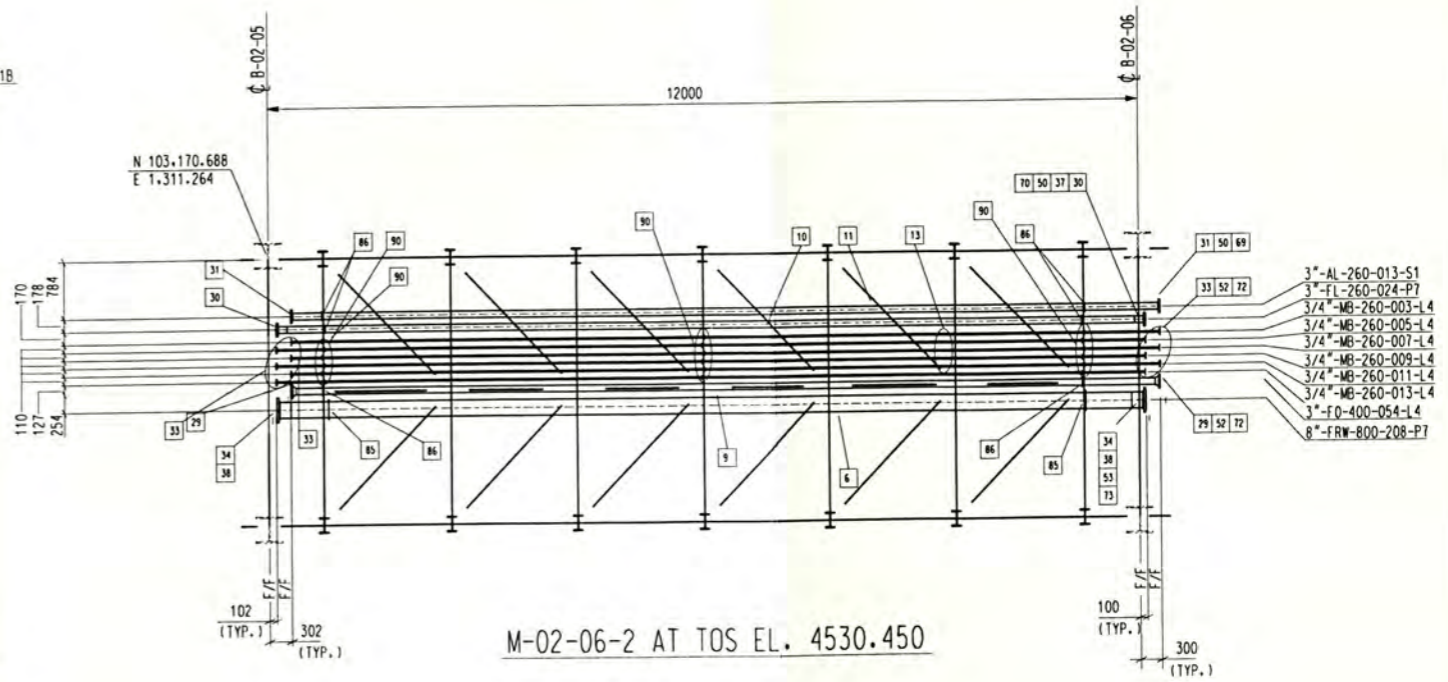 1B
℄ B-02-05
℄ B-02-06
12000
N 103.170.688
E 1.311.264
70 50 37 30
90
90
86
90
10
11
13
86
31 50 69
31
90
33 52 72
30
170
178
784
3"-AL-260-013-S1
3"-FL-260-024-P7
3/4"-MB-260-003-L4
3/4"-MB-260-005-L4
3/4"-MB-260-007-L4
3/4"-MB-260-009-L4
3/4"-MB-260-011-L4
3/4"-MB-260-013-L4
3"-FO-400-054-L4
8"-FRW-800-208-P7
110
127
254
33
29
33
85
86
9
6
86
85
29 52 72
34
38
34
38
53
73
F/F
F/F
F/F
F/F
102
(TYP.)
302
(TYP.)
100
(TYP.)
300
(TYP.)
M-02-06-2 AT TOS EL. 4530.450